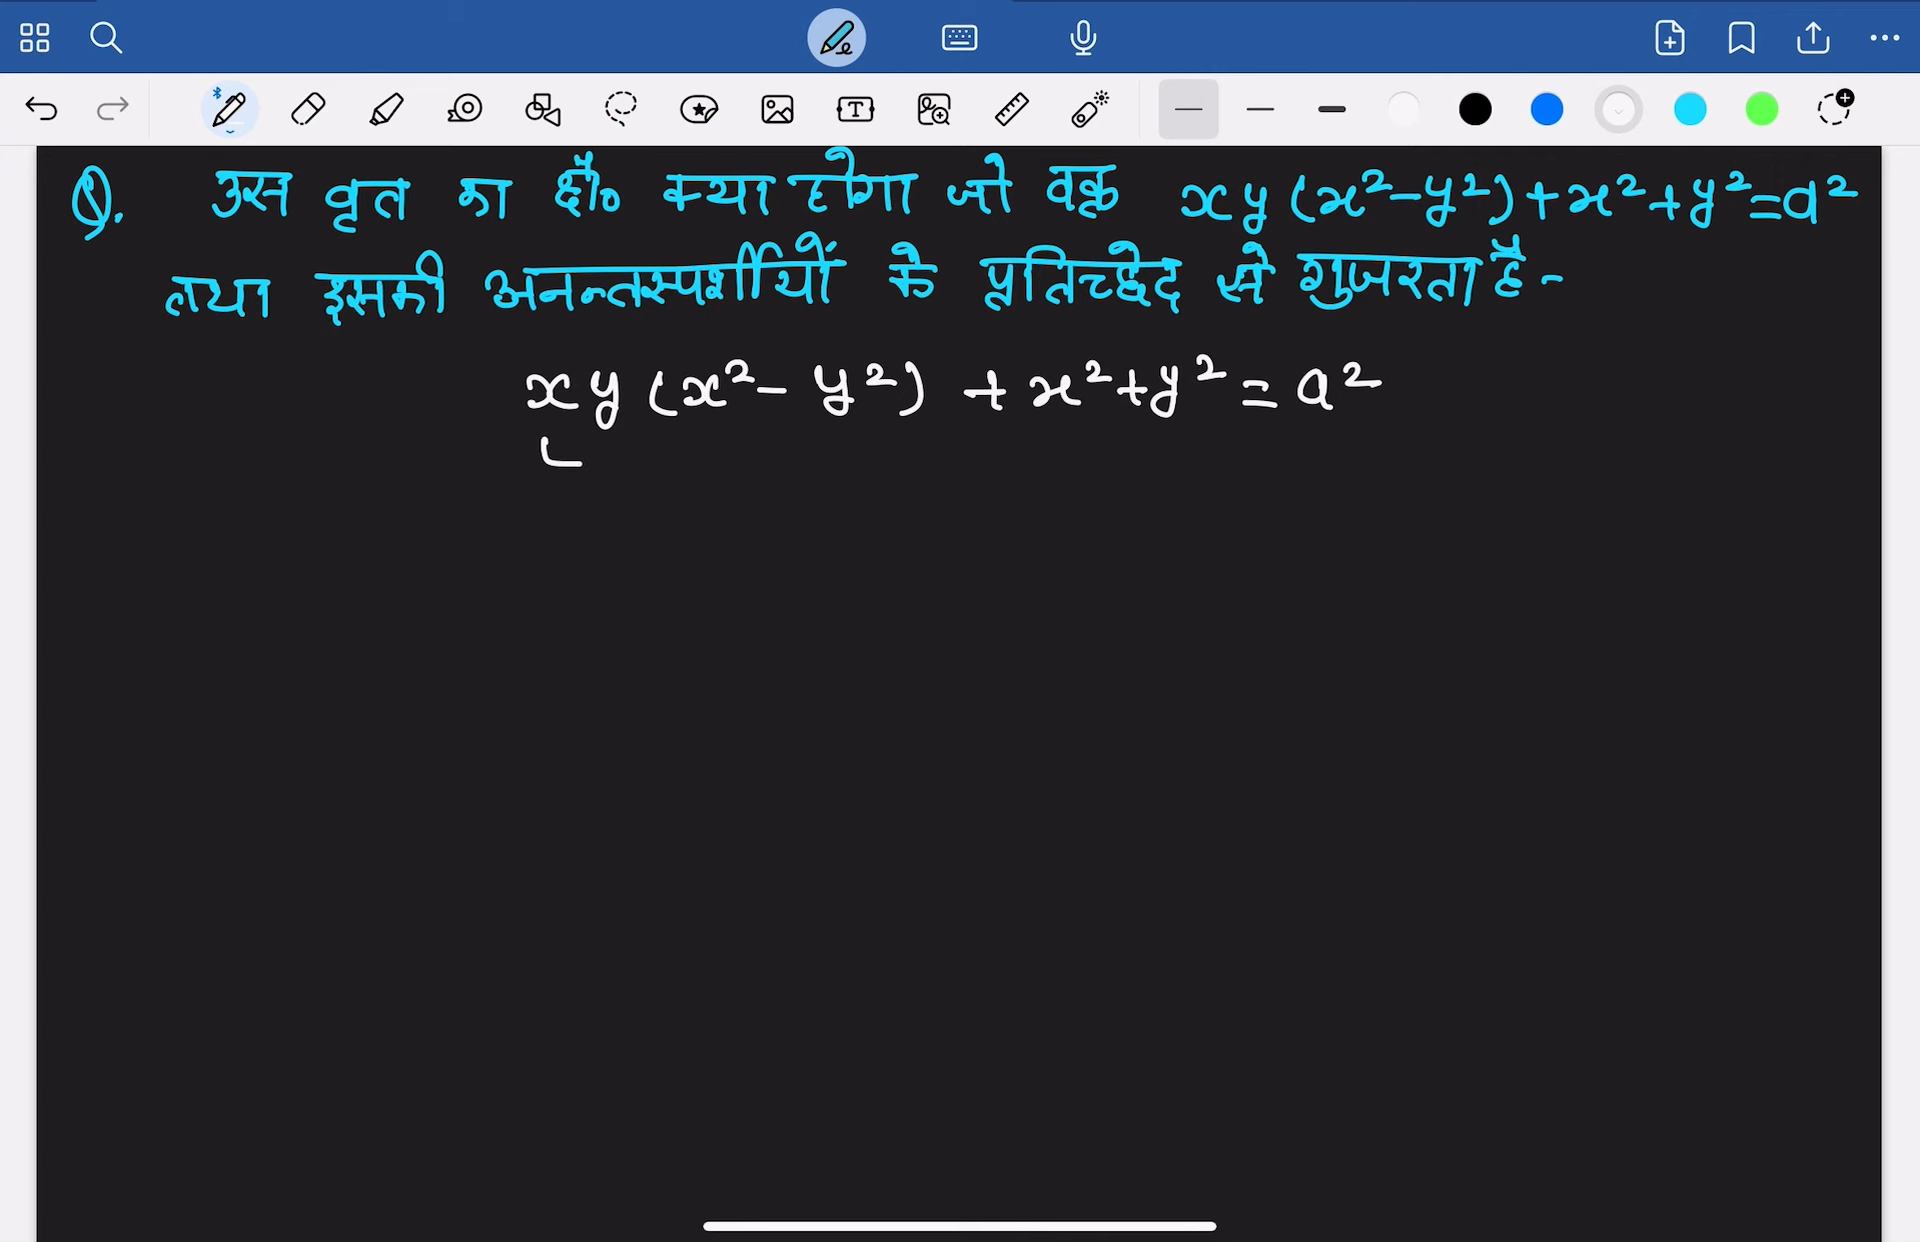 Q. उस वृत का क्षे० क्या होगा जो वक्र xy(x²-y²)+x²+y²=a²
तथा इसकी अनन्तस्पर्शीयों के प्रतिच्छेद से गुजरता है-
xy(x²-y²) + x²+y² = a²